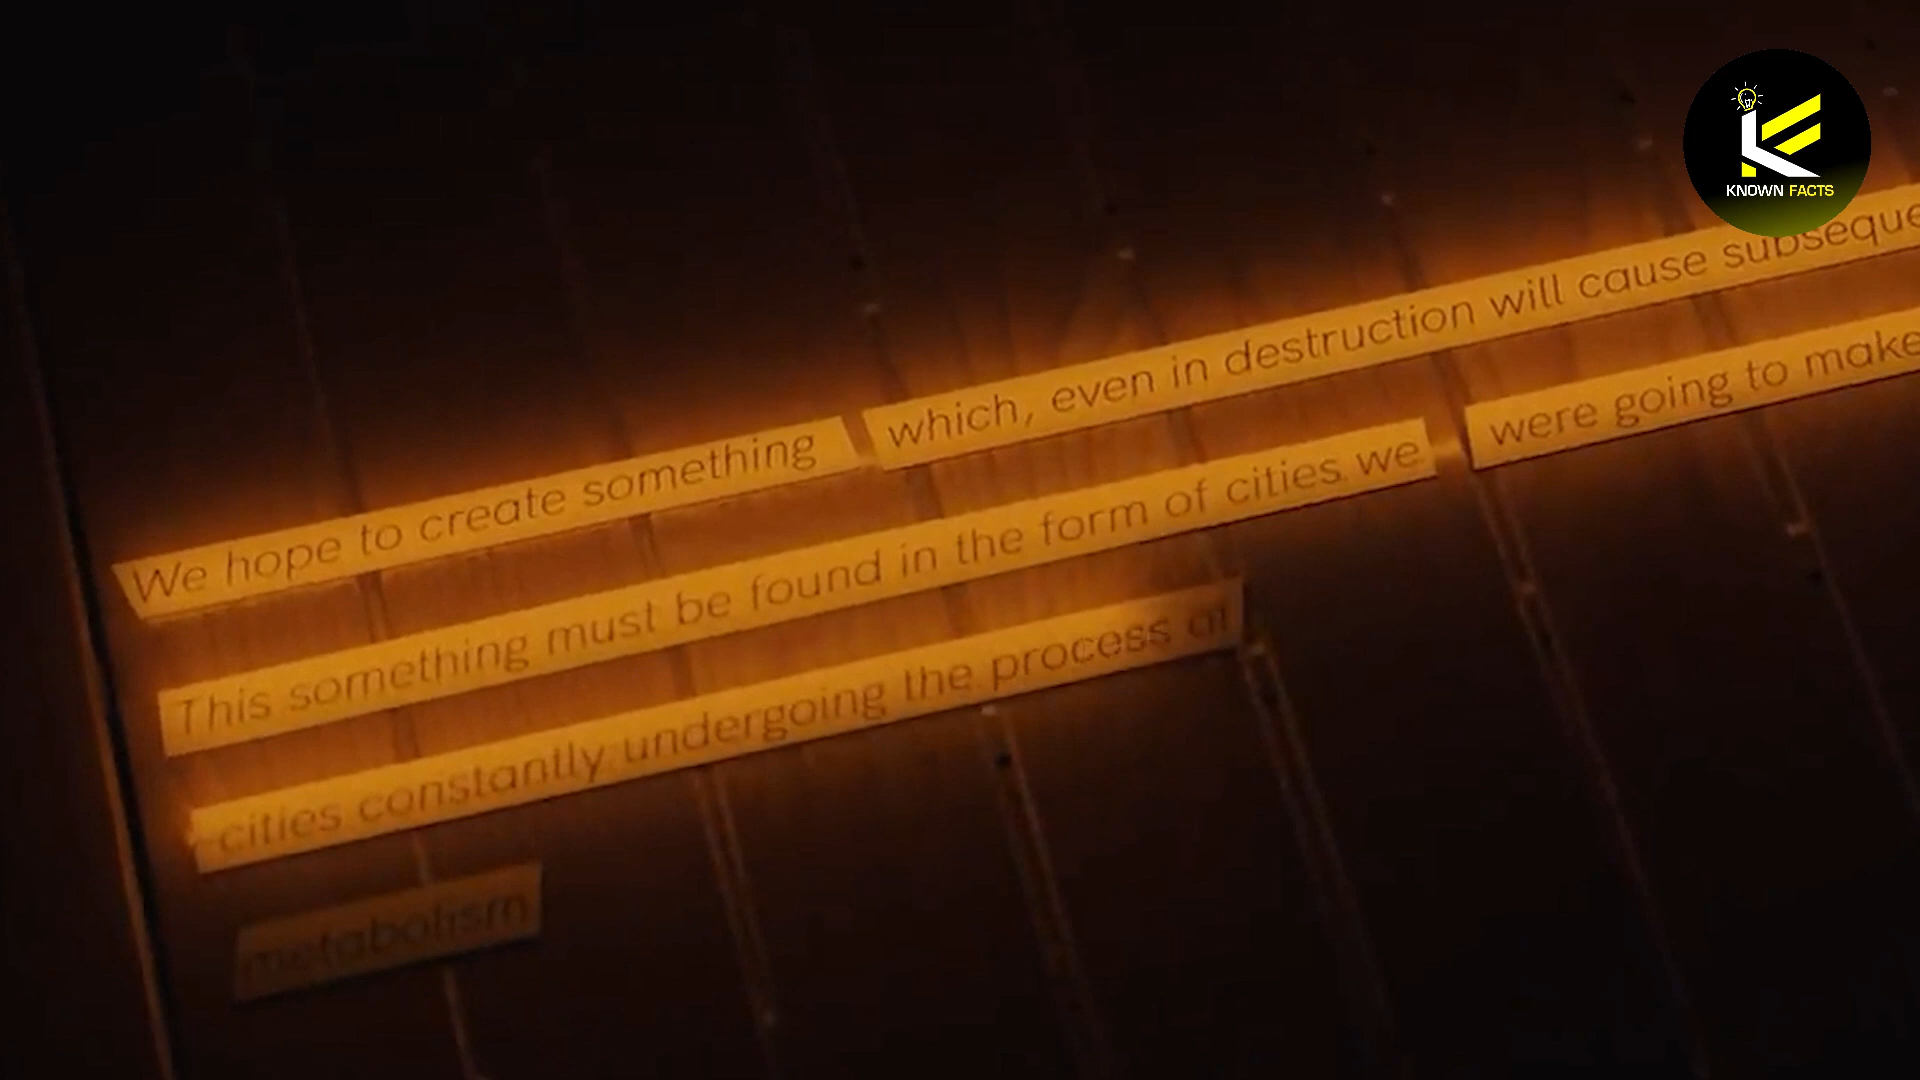 KNOWN FACTS
We hope to create something which, even in destruction will cause subseque
This something must be found in the form of cities we were going to make
-cities constantly undergoing the process of
metabolism